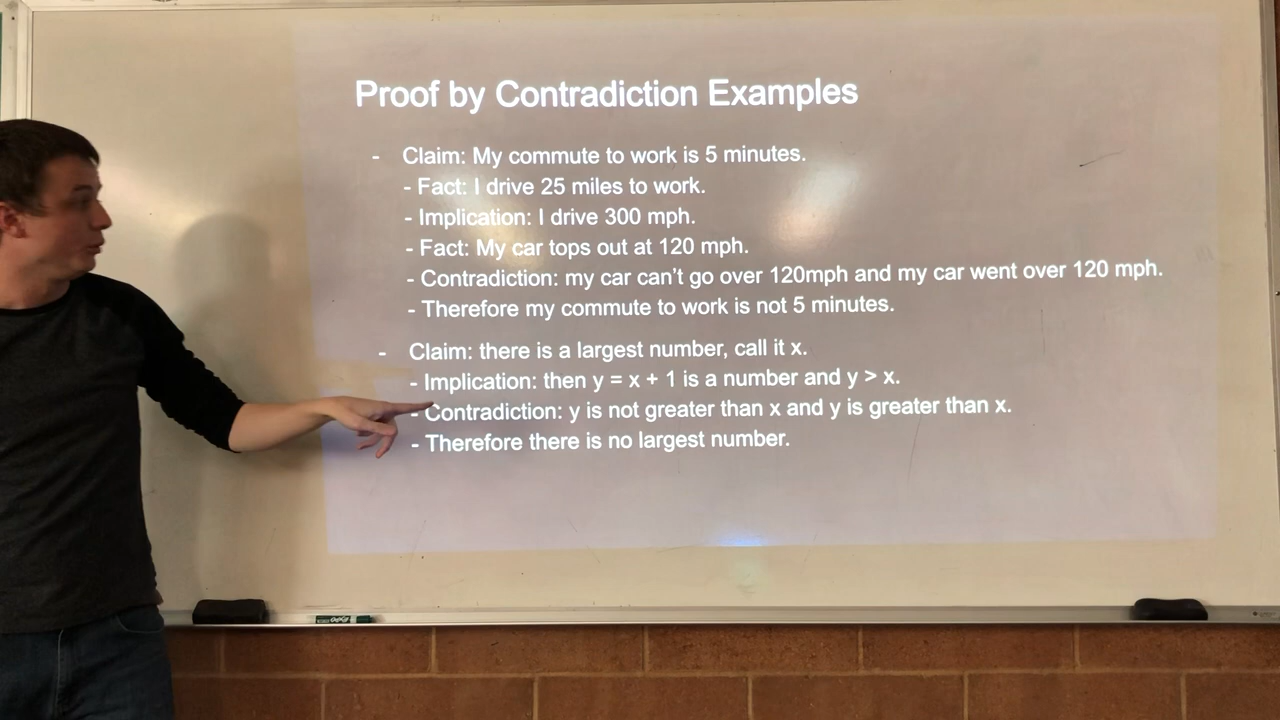 Proof by Contradiction Examples
- Claim: My commute to work is 5 minutes.
- Fact: I drive 25 miles to work.
- Implication: I drive 300 mph.
- Fact: My car tops out at 120 mph.
- Contradiction: my car can't go over 120mph and my car went over 120 mph.
- Therefore my commute to work is not 5 minutes.
- Claim: there is a largest number, call it x.
- Implication: then y = x + 1 is a number and y > x.
- Contradiction: y is not greater than x and y is greater than x.
- Therefore there is no largest number.